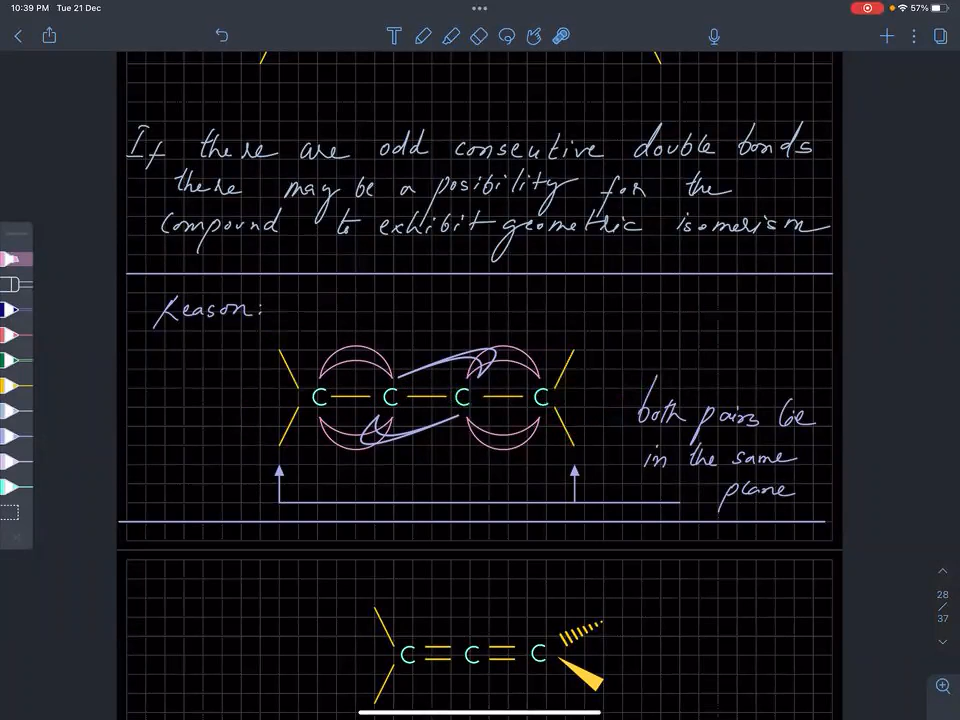 10:39 PM Tue 21 Dec
57%
If there are odd consecutive double bonds
there may be a posibility for the
compound to exhibit geometric isomerism
Reason:
C C C C
both pairs lie
in the same
plane
28
/
37
C = C = C